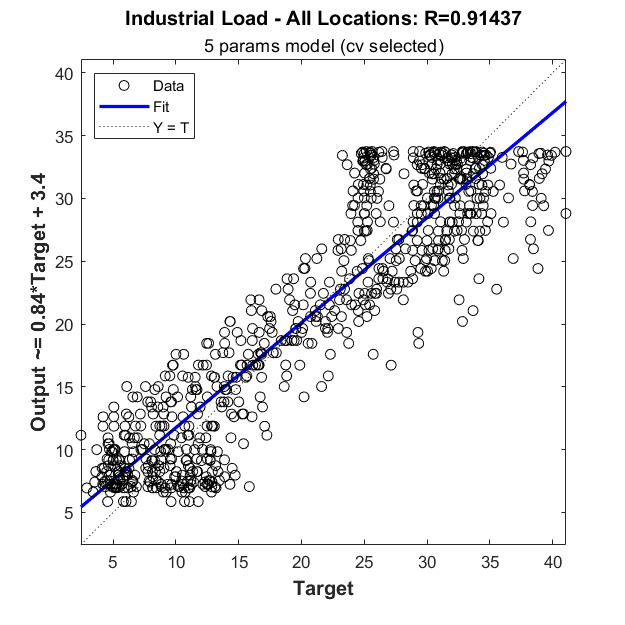 Industrial Load - All Locations: R=0.91437
5 params model (cv selected)
Data
Fit
Y = T
40
35
30
25
20
15
10
5
Output ~= 0.84*Target + 3.4
5 10 15 20 25 30 35 40
Target